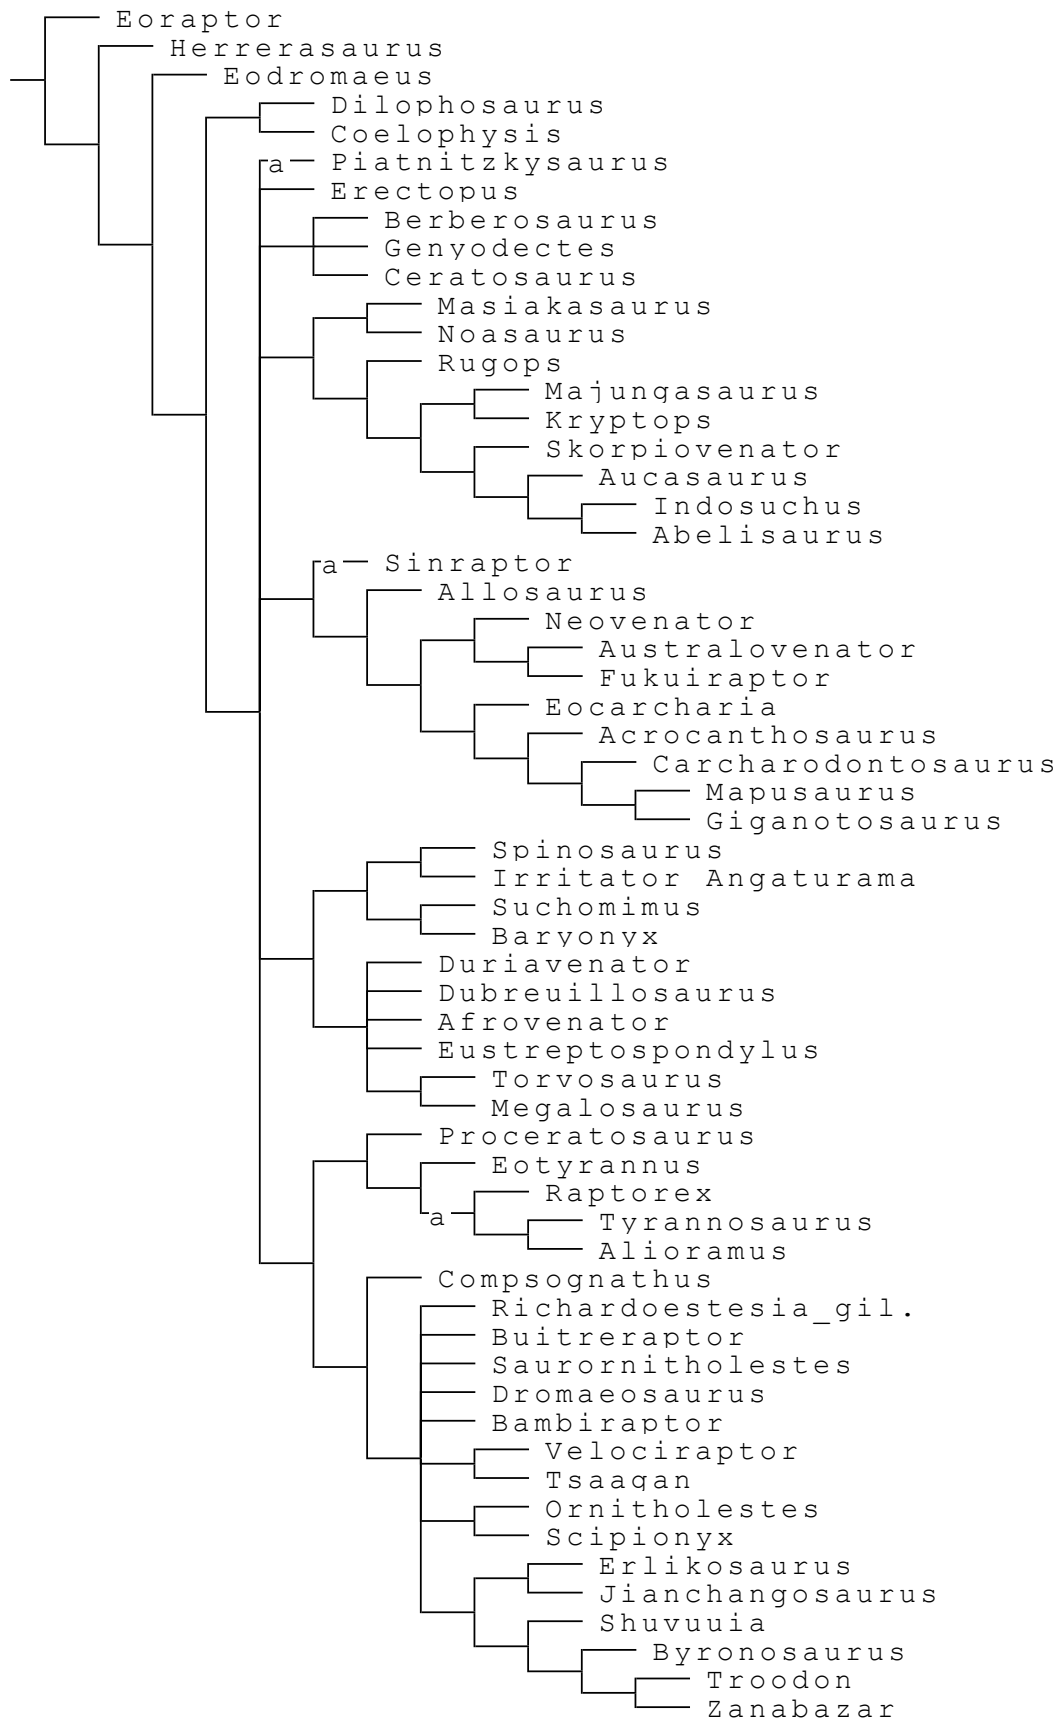 Eoraptor
Herrerasaurus
Eodromaeus
Dilophosaurus
Coelophysis
a Piatnitzkysaurus
Erectopus
Berberosaurus
Genyodectes
Ceratosaurus
Masiakasaurus
Noasaurus
Rugops
Majungasaurus
Kryptops
Skorpiovenator
Aucasaurus
Indosuchus
Abelisaurus
a Sinraptor
Allosaurus
Neovenator
Australovenator
Fukuiraptor
Eocarcharia
Acrocanthosaurus
Carcharodontosaurus
Mapusaurus
Giganotosaurus
Spinosaurus
Irritator Angaturama
Suchomimus
Baryonyx
Duriavenator
Dubreuillosaurus
Afrovenator
Eustreptospondylus
Torvosaurus
Megalosaurus
Proceratosaurus
Eotyrannus
Raptorex
a
Tyrannosaurus
Alioramus
Compsognathus
Richardoestesia_gil.
Buitreraptor
Saurornitholestes
Dromaeosaurus
Bambiraptor
Velociraptor
Tsaagan
Ornitholestes
Scipionyx
Erlikosaurus
Jianchangosaurus
Shuvuuia
Byronosaurus
Troodon
Zanabazar